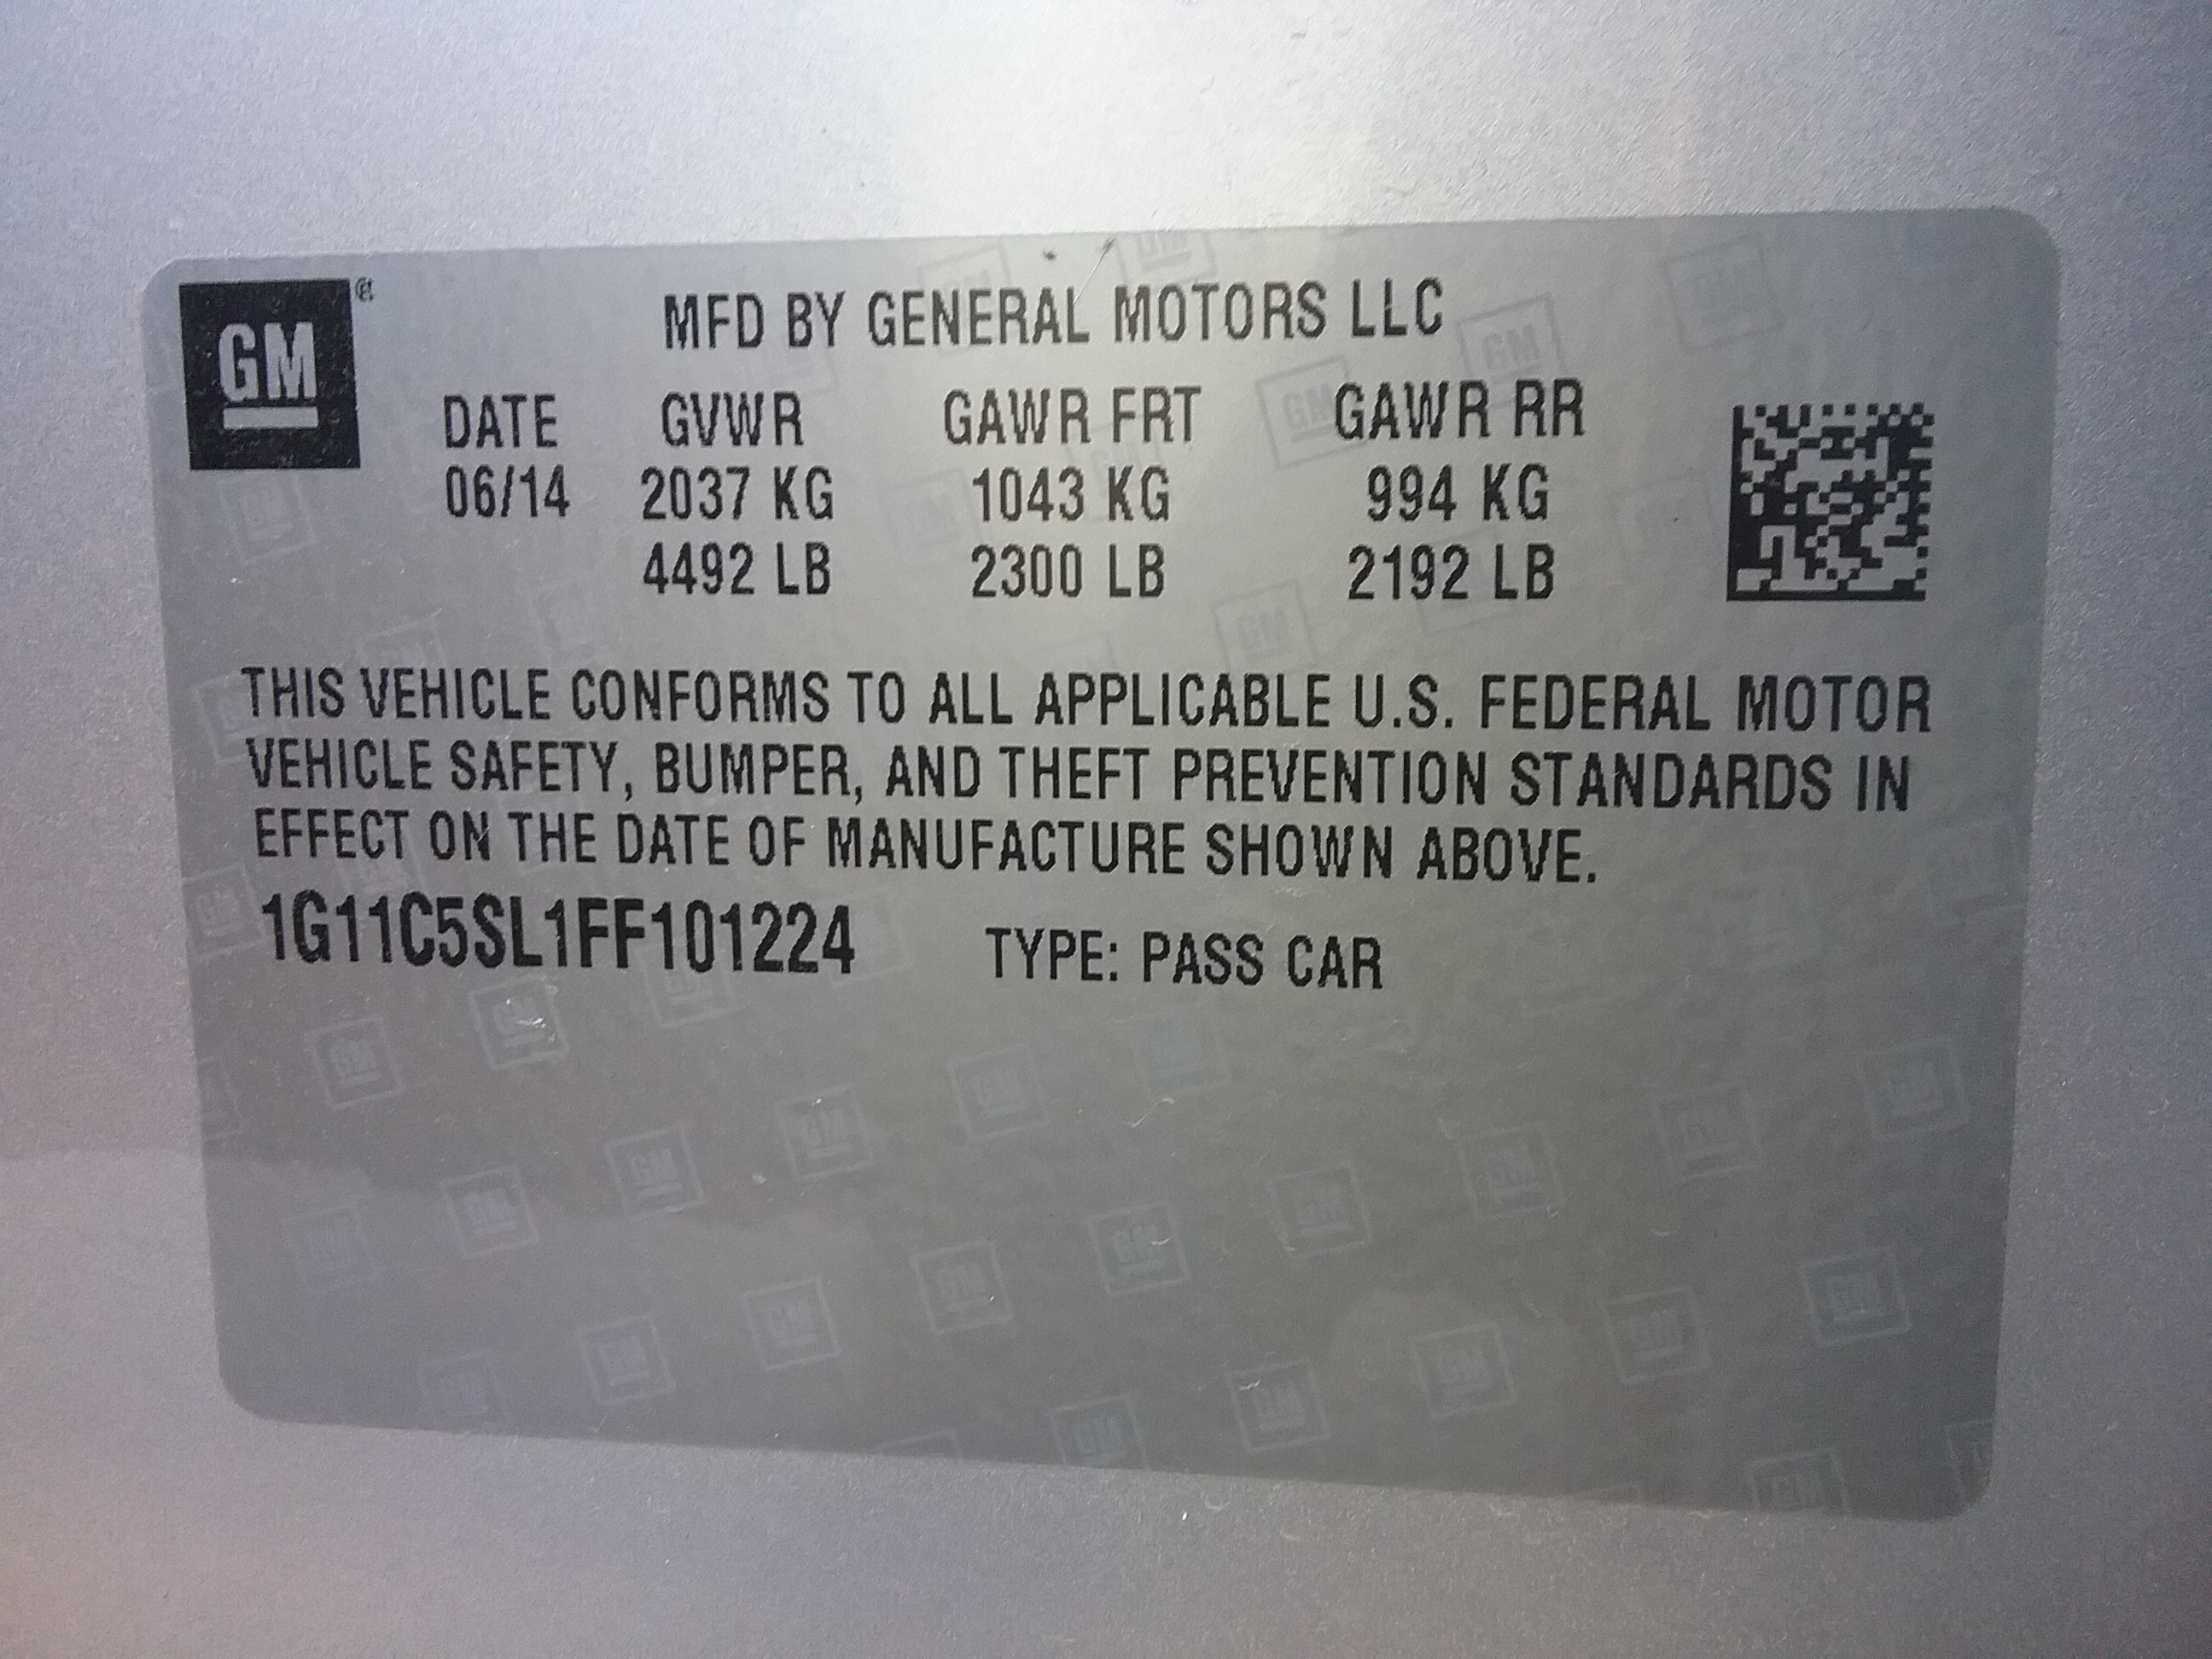 GM ®
MFD BY GENERAL MOTORS LLC
DATE GVWR GAWR FRT GAWR RR
06/14 2037 KG 1043 KG 994 KG
4492 LB 2300 LB 2192 LB
THIS VEHICLE CONFORMS TO ALL APPLICABLE U.S. FEDERAL MOTOR
VEHICLE SAFETY, BUMPER, AND THEFT PREVENTION STANDARDS IN
EFFECT ON THE DATE OF MANUFACTURE SHOWN ABOVE.
1G11C5SL1FF101224 TYPE: PASS CAR